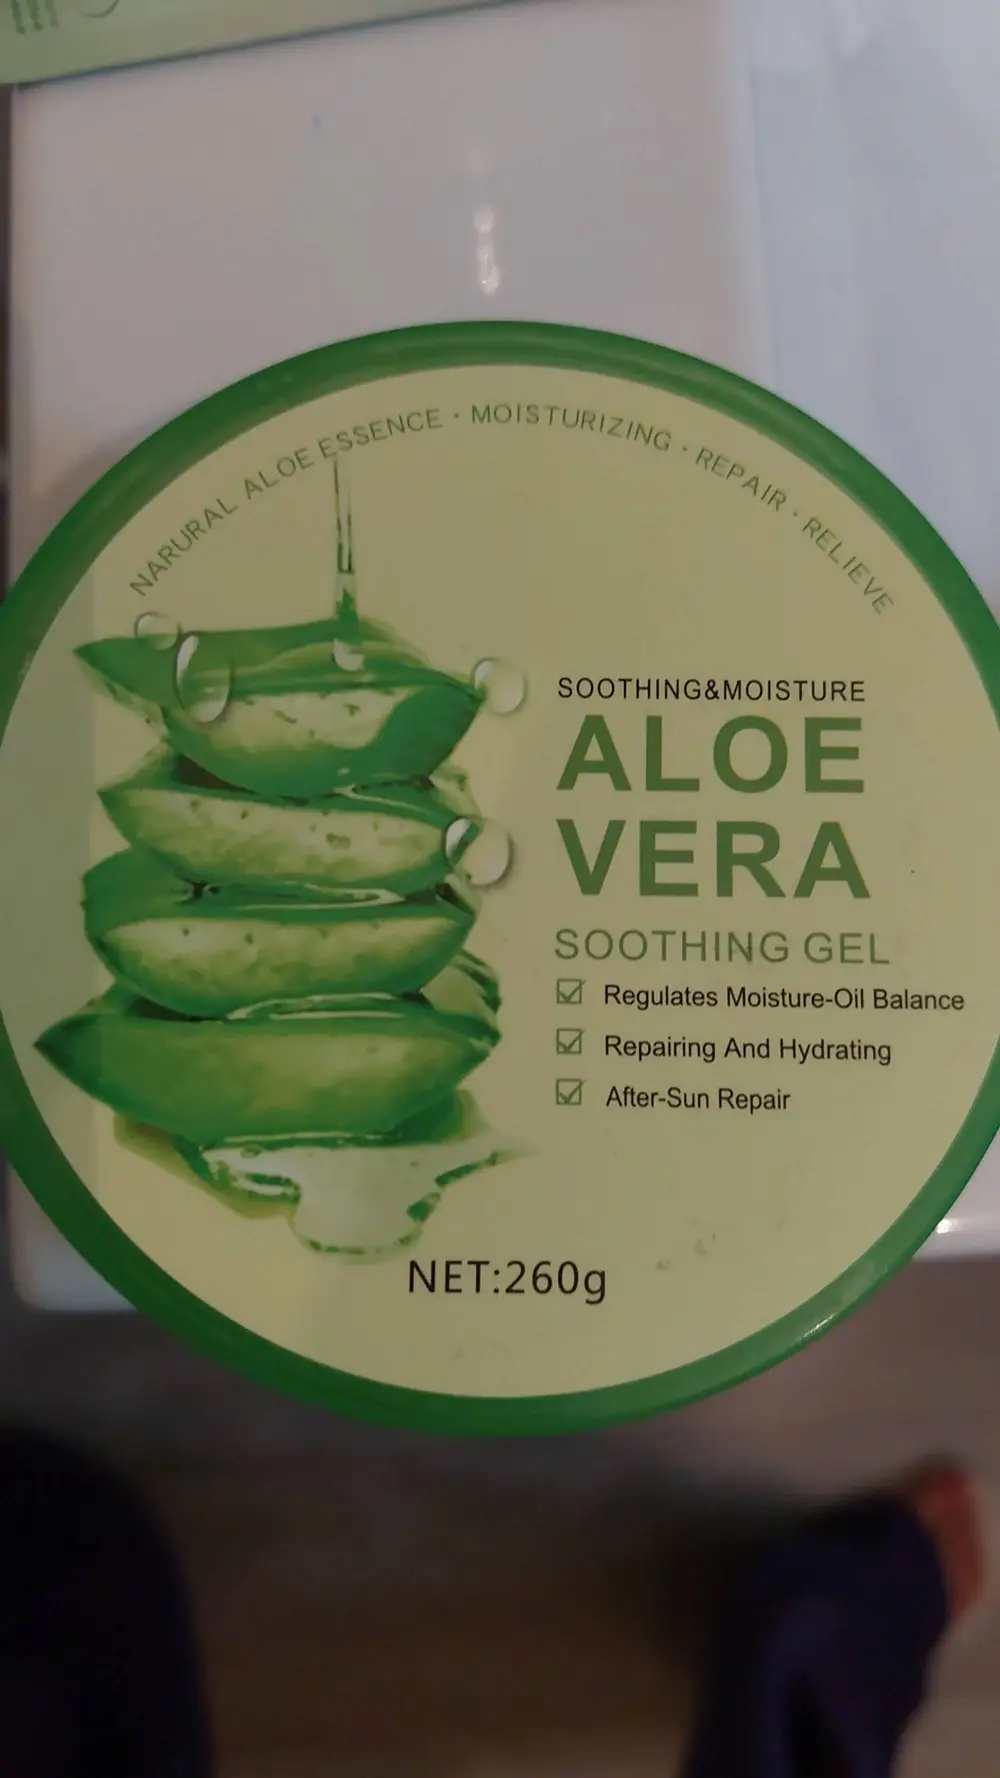 NARURAL ALOE ESSENCE · MOISTURIZING · REPAIR · RELIEVE
SOOTHING&MOISTURE
ALOE
VERA
SOOTHING GEL
Regulates Moisture-Oil Balance
Repairing And Hydrating
After-Sun Repair
NET:260g